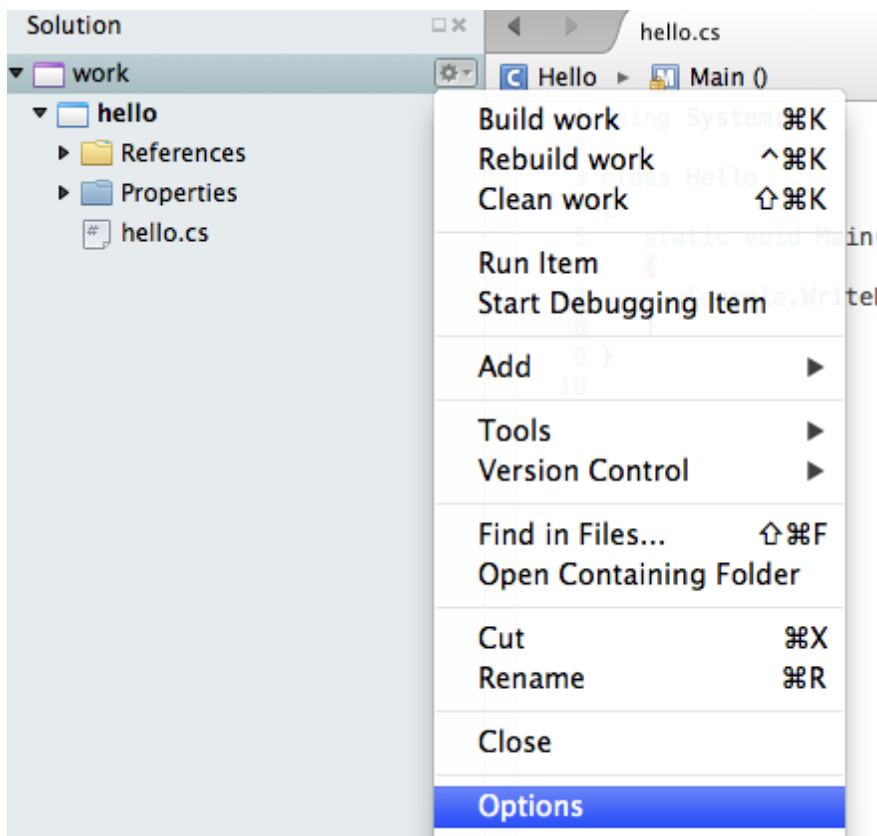 Solution
hello.cs
work
Hello Main ()
hello
References
Properties
hello.cs
Build work ⌘K
Rebuild work ^⌘K
Clean work ⇧⌘K
Run Item
Start Debugging Item
Add
Tools
Version Control
Find in Files... ⇧⌘F
Open Containing Folder
Cut ⌘X
Rename ⌘R
Close
Options